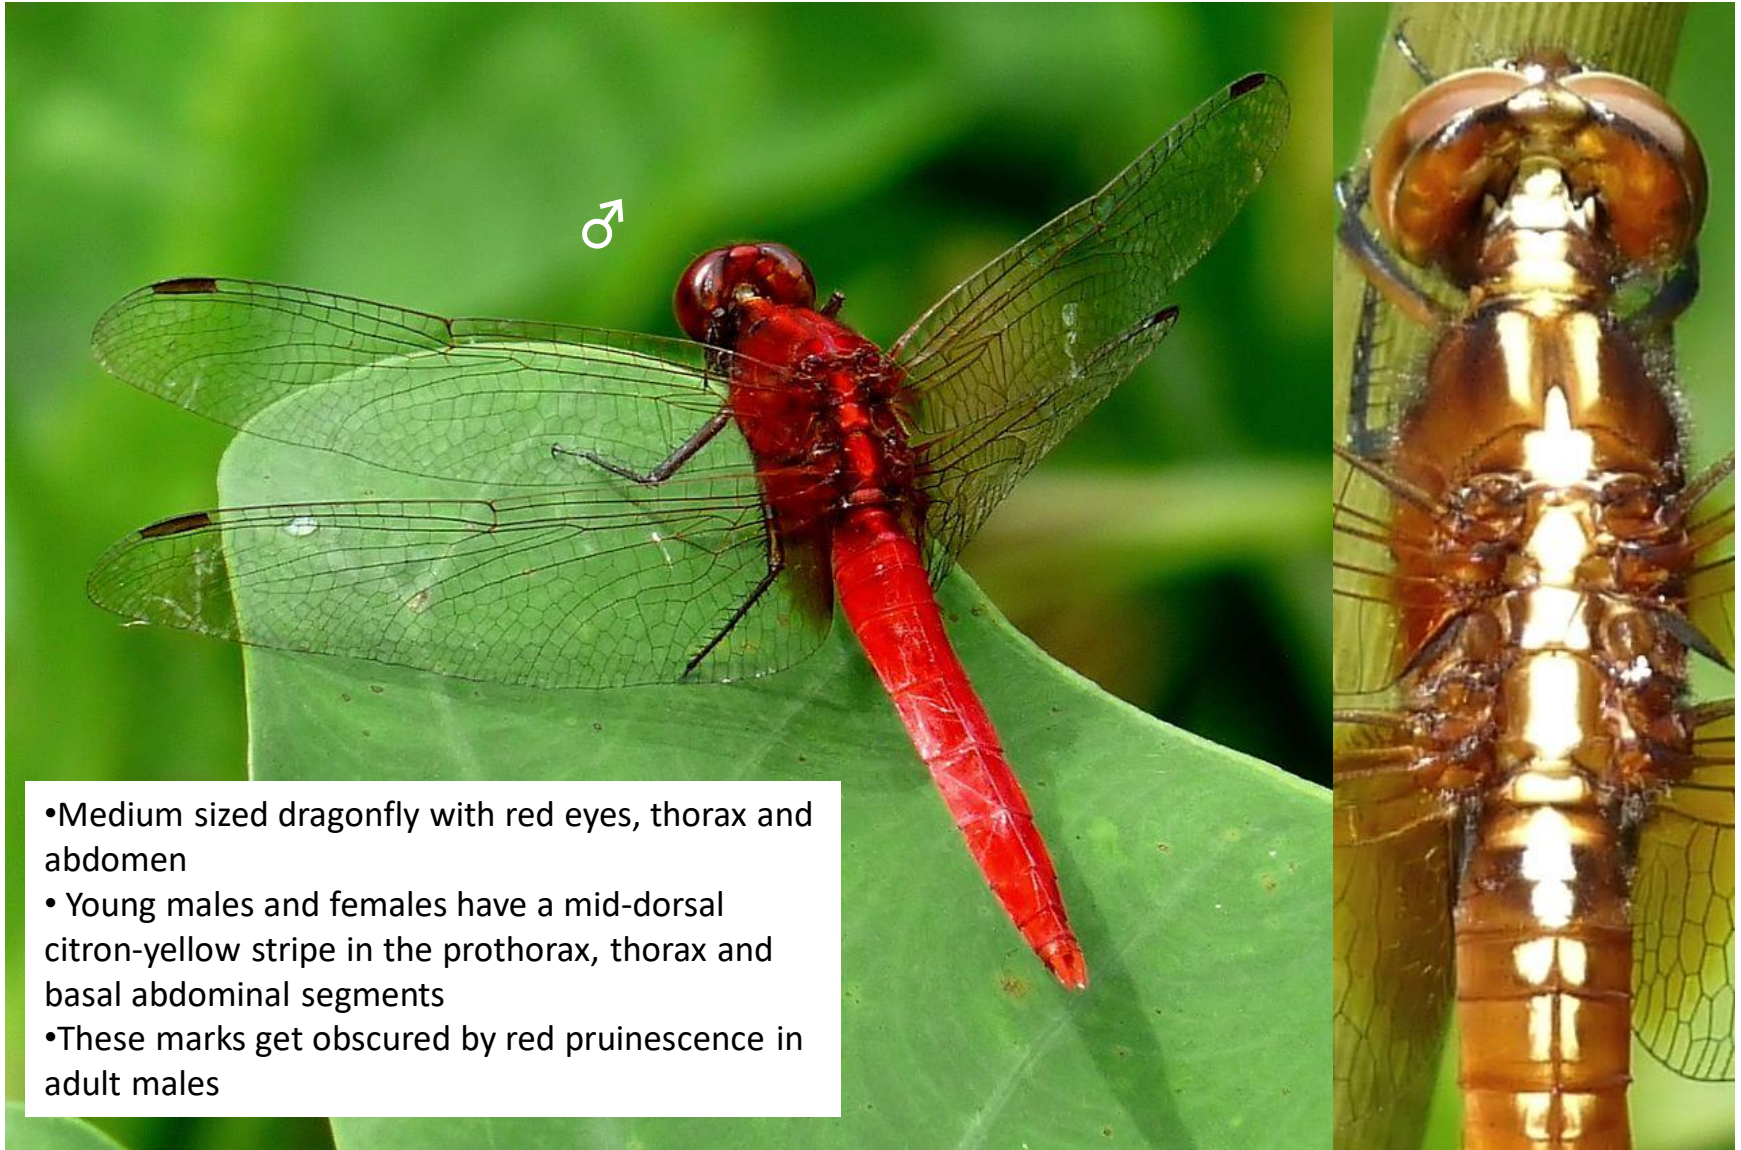 ♂
•Medium sized dragonfly with red eyes, thorax and
abdomen
• Young males and females have a mid-dorsal
citron-yellow stripe in the prothorax, thorax and
basal abdominal segments
•These marks get obscured by red pruinescence in
adult males